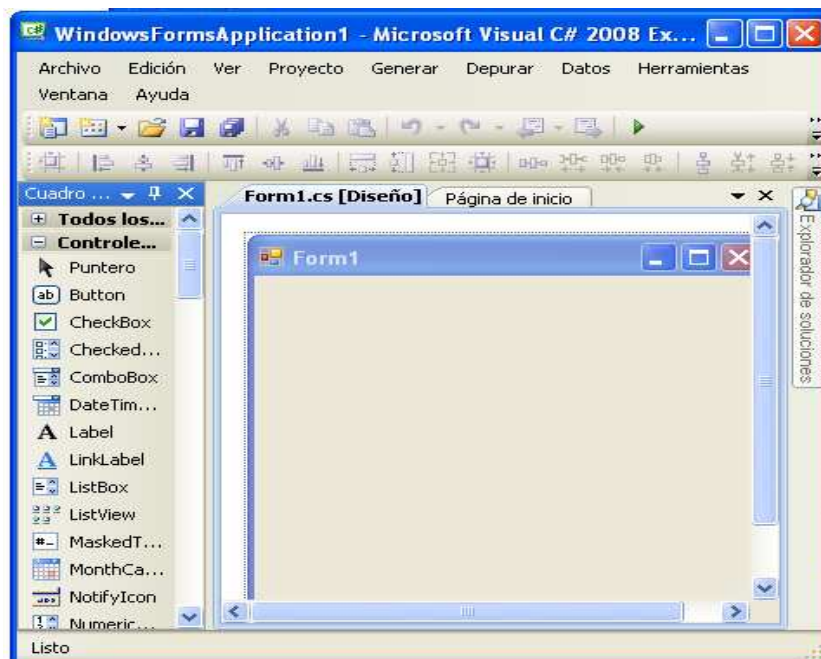 WindowsFormsApplication1 - Microsoft Visual C# 2008 Ex...
Archivo Edición Ver Proyecto Generar Depurar Datos Herramientas
Ventana Ayuda
Cuadro ...
Form1.cs [Diseño] Página de inicio
Todos los...
Controle...
Puntero
Button
CheckBox
Checked...
ComboBox
DateTim...
Label
LinkLabel
ListBox
ListView
MaskedT...
MonthCa...
NotifyIcon
Numeric...
Form1
Explorador de soluciones
Listo